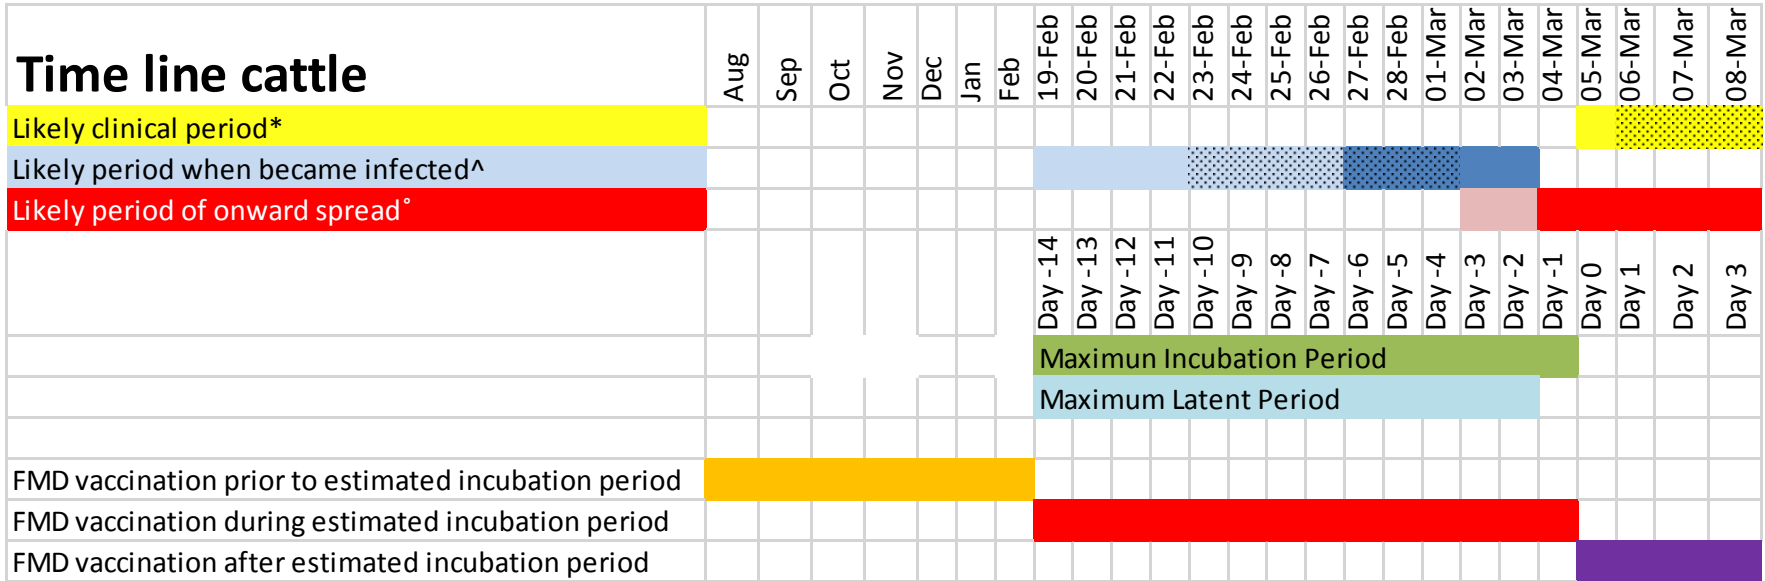 Time line cattle
Aug
Sep
Oct
Nov
Dec
Jan
Feb
19-Feb
20-Feb
21-Feb
22-Feb
23-Feb
24-Feb
25-Feb
26-Feb
27-Feb
28-Feb
01-Mar
02-Mar
03-Mar
04-Mar
05-Mar
06-Mar
07-Mar
08-Mar
Likely clinical period*
Likely period when became infected^
Likely period of onward spread°
Day -14
Day -13
Day -12
Day -11
Day -10
Day -9
Day -8
Day -7
Day -6
Day -5
Day -4
Day -3
Day -2
Day -1
Day 0
Day 1
Day 2
Day 3
Maximun Incubation Period
Maximum Latent Period
FMD vaccination prior to estimated incubation period
FMD vaccination during estimated incubation period
FMD vaccination after estimated incubation period